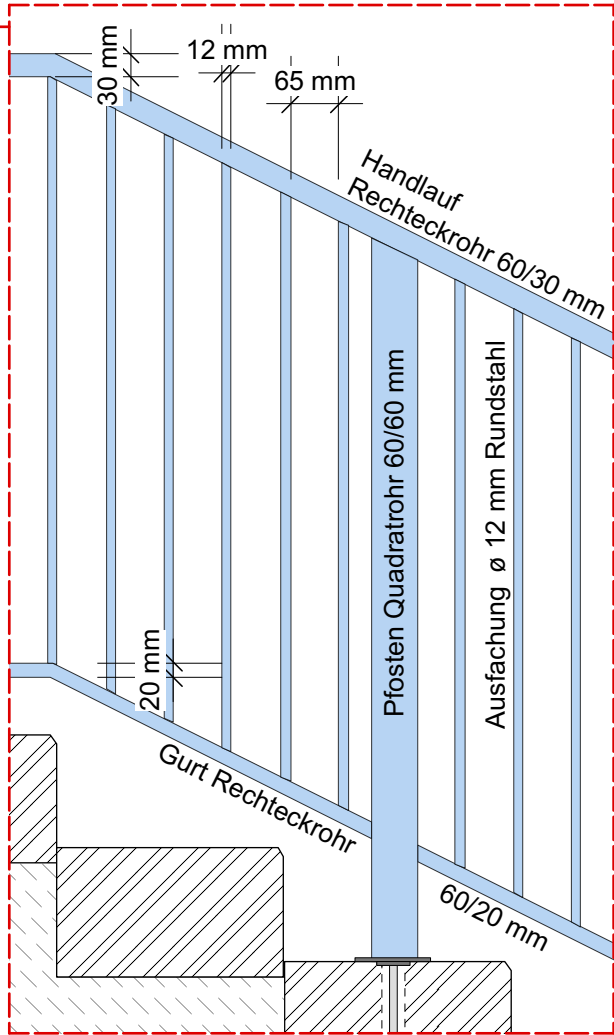 30 mm
12 mm
65 mm
Handlauf
Rechteckrohr 60/30 mm
Pfosten Quadratrohr 60/60 mm
Ausfachung ø 12 mm Rundstahl
20 mm
Gurt Rechteckrohr
60/20 mm